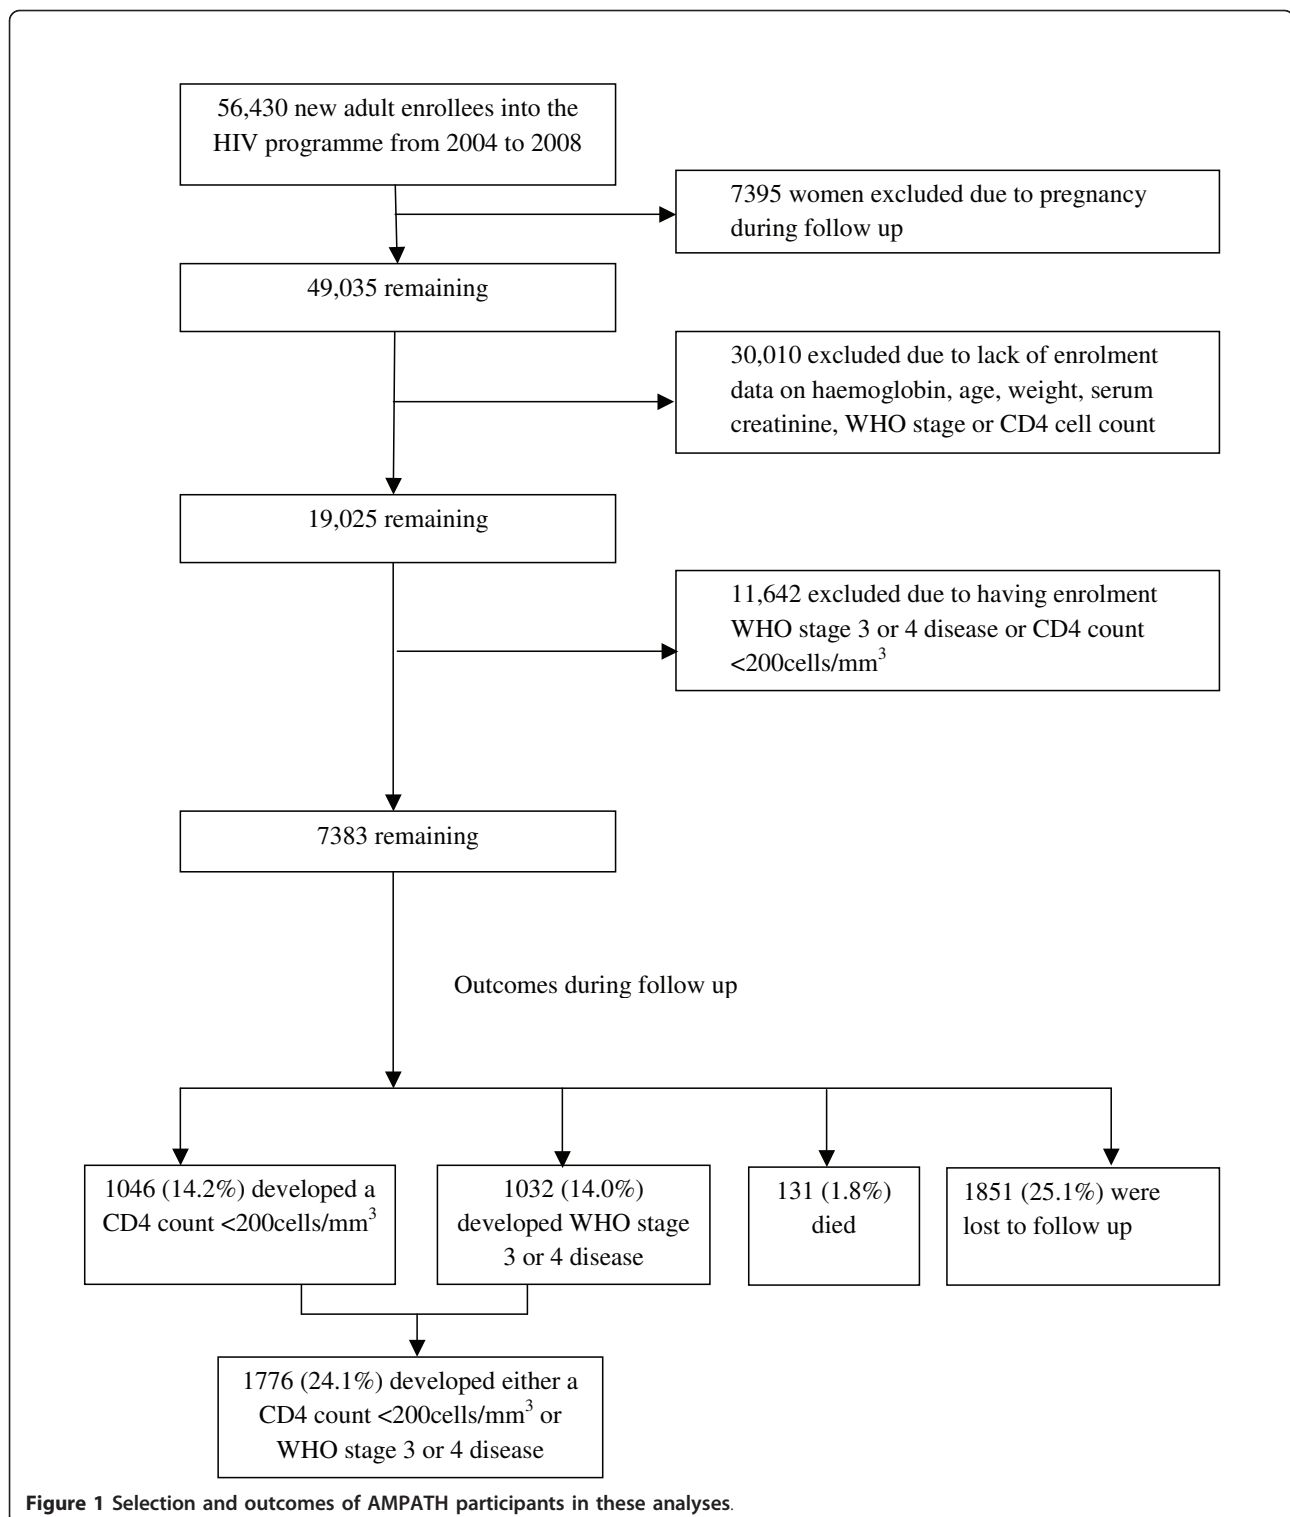 56,430 new adult enrollees into the
HIV programme from 2004 to 2008
7395 women excluded due to pregnancy
during follow up
49,035 remaining
30,010 excluded due to lack of enrolment
data on haemoglobin, age, weight, serum
creatinine, WHO stage or CD4 cell count
19,025 remaining
11,642 excluded due to having enrolment
WHO stage 3 or 4 disease or CD4 count
<200cells/mm³
7383 remaining
Outcomes during follow up
1046 (14.2%) developed a
CD4 count <200cells/mm³
1032 (14.0%)
developed WHO stage
3 or 4 disease
131 (1.8%)
died
1851 (25.1%) were
lost to follow up
1776 (24.1%) developed either a
CD4 count <200cells/mm³ or
WHO stage 3 or 4 disease
Figure 1 Selection and outcomes of AMPATH participants in these analyses.